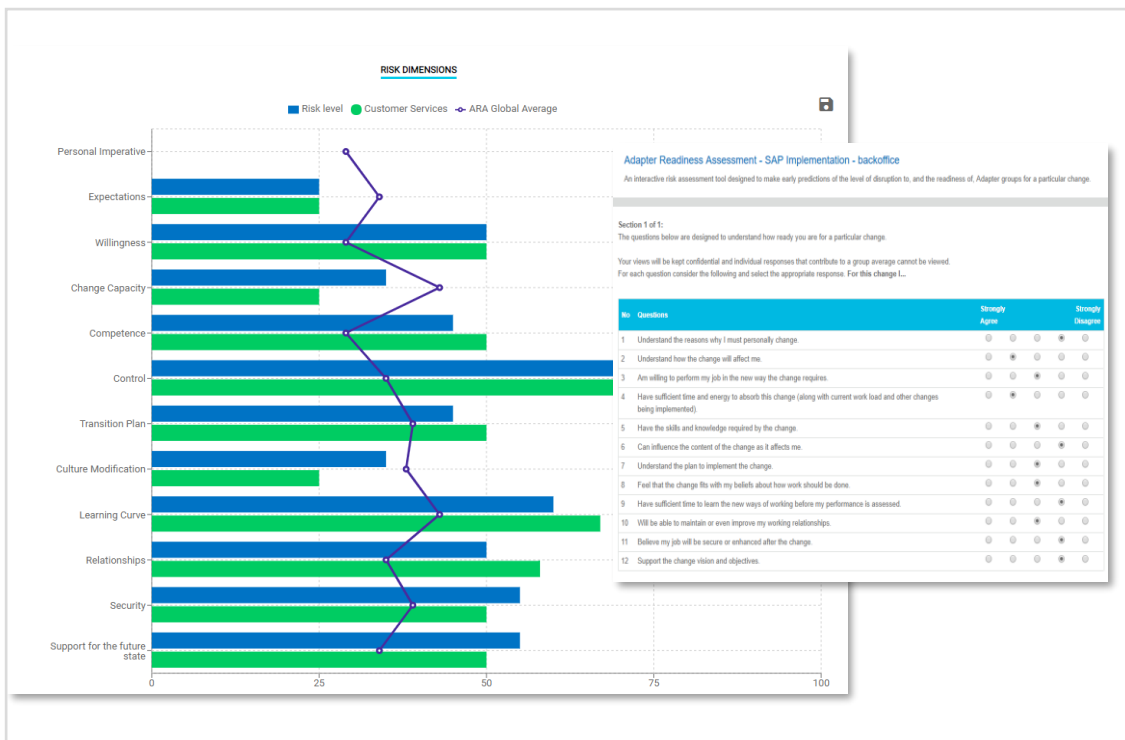 RISK DIMENSIONS
Risk level Customer Services ARA Global Average
Personal Imperative
Expectations
Willingness
Change Capacity
Competence
Control
Transition Plan
Culture Modification
Learning Curve
Relationships
Security
Support for the future
state
0 25 50 75 100
Adapter Readiness Assessment - SAP Implementation - backoffice
An interactive risk assessment tool designed to make early predictions of the level of disruption to, and the readiness of, Adapter groups for a particular change.
Section 1 of 1:
The questions below are designed to understand how ready you are for a particular change.
Your views will be kept confidential and individual responses that contribute to a group average cannot be viewed.
For each question consider the following and select the appropriate response. For this change I...
No Questions Strongly Strongly
Agree Disagree
1 Understand the reasons why I must personally change.
2 Understand how the change will affect me.
3 Am willing to perform my job in the new way the change requires.
4 Have sufficient time and energy to absorb this change (along with current work load and other changes
being implemented).
5 Have the skills and knowledge required by the change.
6 Can influence the content of the change as it affects me.
7 Understand the plan to implement the change.
8 Feel that the change fits with my beliefs about how work should be done.
9 Have sufficient time to learn the new ways of working before my performance is assessed.
10 Will be able to maintain or even improve my working relationships.
11 Believe my job will be secure or enhanced after the change.
12 Support the change vision and objectives.